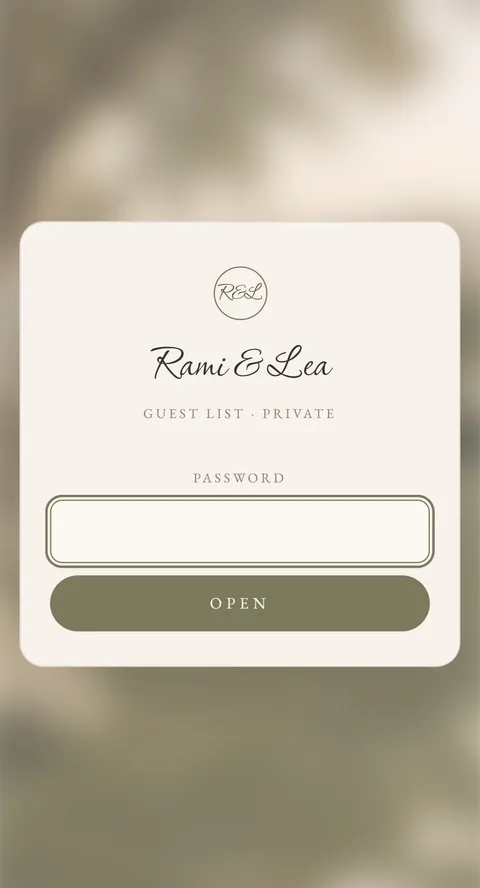 R&L
Rami & Lea
GUEST LIST · PRIVATE
PASSWORD
OPEN